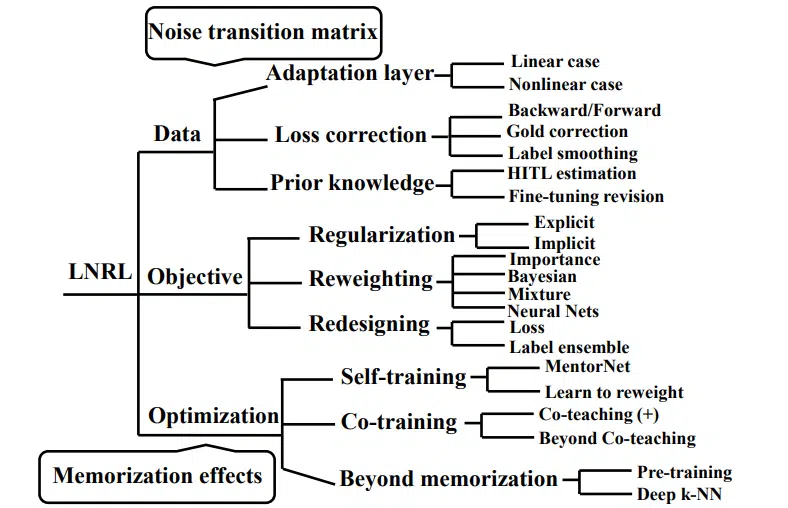 Noise transition matrix
Adaptation layer
Linear case
Nonlinear case
Data
Loss correction
Backward/Forward
Gold correction
Label smoothing
Prior knowledge
HITL estimation
Fine-tuning revision
LNRL
Objective
Regularization
Explicit
Implicit
Reweighting
Importance
Bayesian
Mixture
Neural Nets
Redesigning
Loss
Label ensemble
Optimization
Self-training
MentorNet
Learn to reweight
Co-training
Co-teaching (+)
Beyond Co-teaching
Memorization effects
Beyond memorization
Pre-training
Deep k-NN